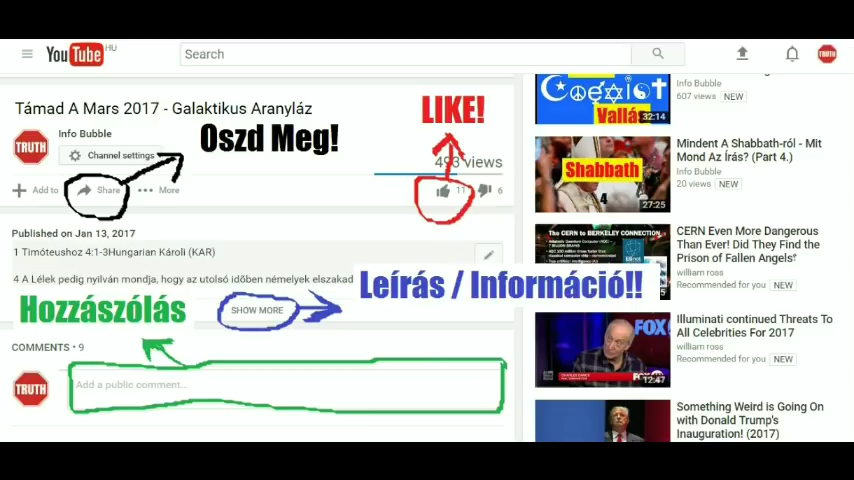 YouTube HU
Search
TRUTH
Támad A Mars 2017 - Galaktikus Aranyláz
TRUTH
Info Bubble
Channel settings
Oszd Meg!
LIKE!
493 views
Add to
Share
More
11
6
Published on Jan 13, 2017
1 Timóteushoz 4:1-3Hungarian Károli (KAR)
4 A Lélek pedig nyilván mondja, hogy az utolsó időben némelyek elszakad
Leírás / Információ!!
Hozzászólás
SHOW MORE
COMMENTS • 9
TRUTH
Add a public comment...
Vallás
32:14
Info Bubble
607 views NEW
Shabbath
4
27:25
Mindent A Shabbath-ról - Mit
Mond Az Írás? (Part 4.)
Info Bubble
20 views NEW
The CERN to BERKELEY CONNECTION
CERN Even More Dangerous
Than Ever! Did They Find the
Prison of Fallen Angels*
william ross
Recommended for you NEW
FOX
12:47
Illuminati continued Threats To
All Celebrities For 2017
william ross
Recommended for you NEW
Something Weird is Going On
with Donald Trump's
Inauguration! (2017)